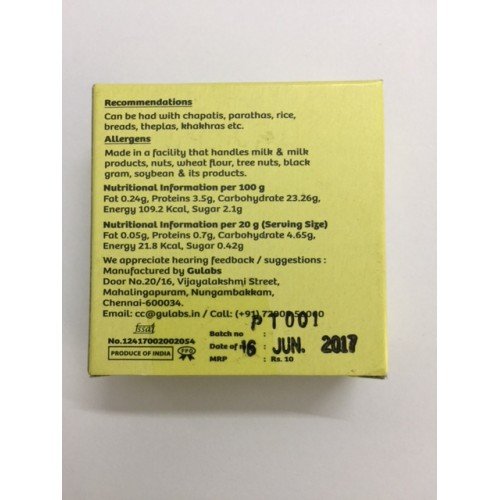 Recommendations
Can be had with chapatis, parathas, rice,
breads, theplas, khakhras etc.
Allergens
Made in a facility that handles milk & milk
products, nuts, wheat flour, tree nuts, black
gram, soybean & its products.
Nutritional Information per 100 g
Fat 0.24g, Proteins 3.5g, Carbohydrate 23.26g,
Energy 109.2 Kcal, Sugar 2.1g
Nutritional Information per 20 g (Serving Size)
Fat 0.05g, Proteins 0.7g, Carbohydrate 4.65g,
Energy 21.8 Kcal, Sugar 0.42g
We appreciate hearing feedback / suggestions :
Manufactured by Gulabs
Door No.20/16, Vijayalakshmi Street,
Mahalingapuram, Nungambakkam,
Chennai-600034.
Email: cc@gulabs.in / Call: (+91)
fssai
No.12417002002054
PRODUCE OF INDIA
FPO
Batch no : PT001
Date of 16 JUN. 2017
MRP : Rs. 10